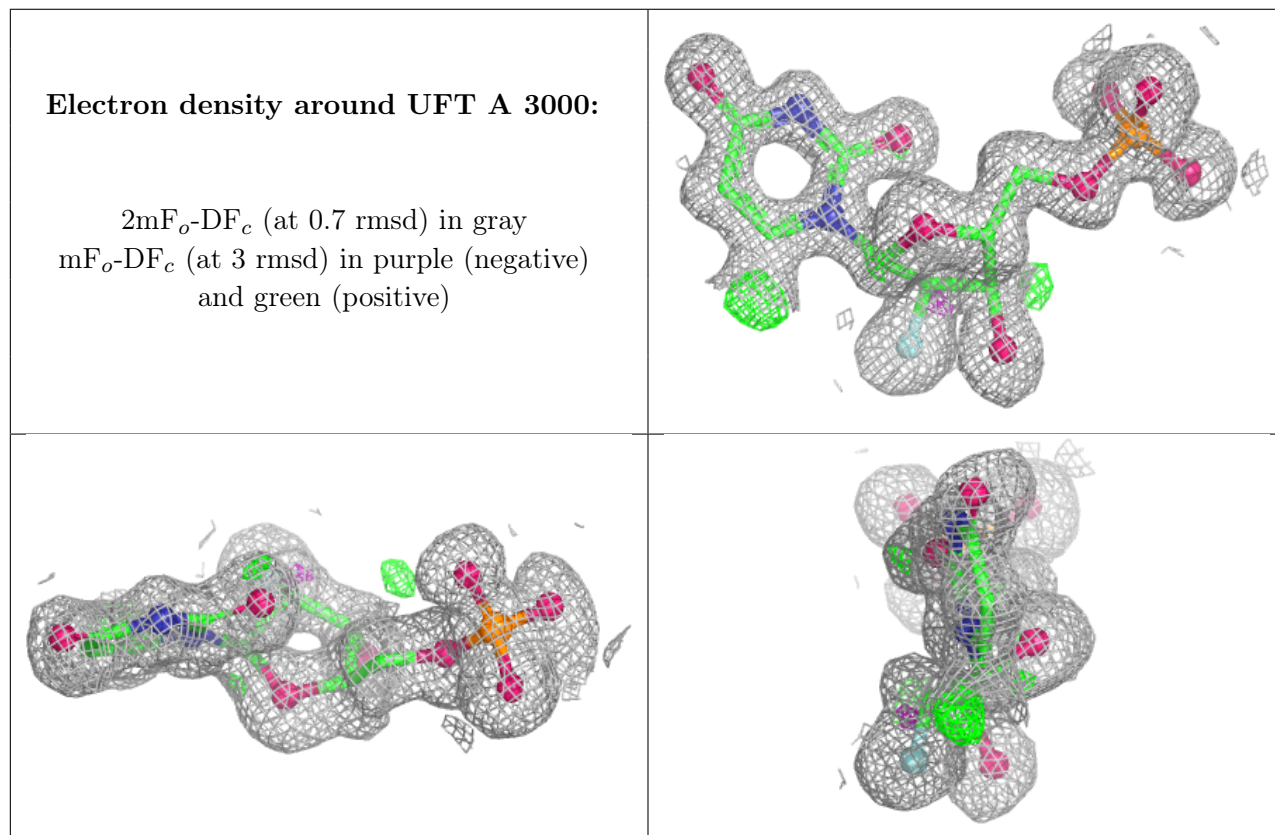 Electron density around UFT A 3000:
2mFo-DFc (at 0.7 rmsd) in gray
mFo-DFc (at 3 rmsd) in purple (negative)
and green (positive)